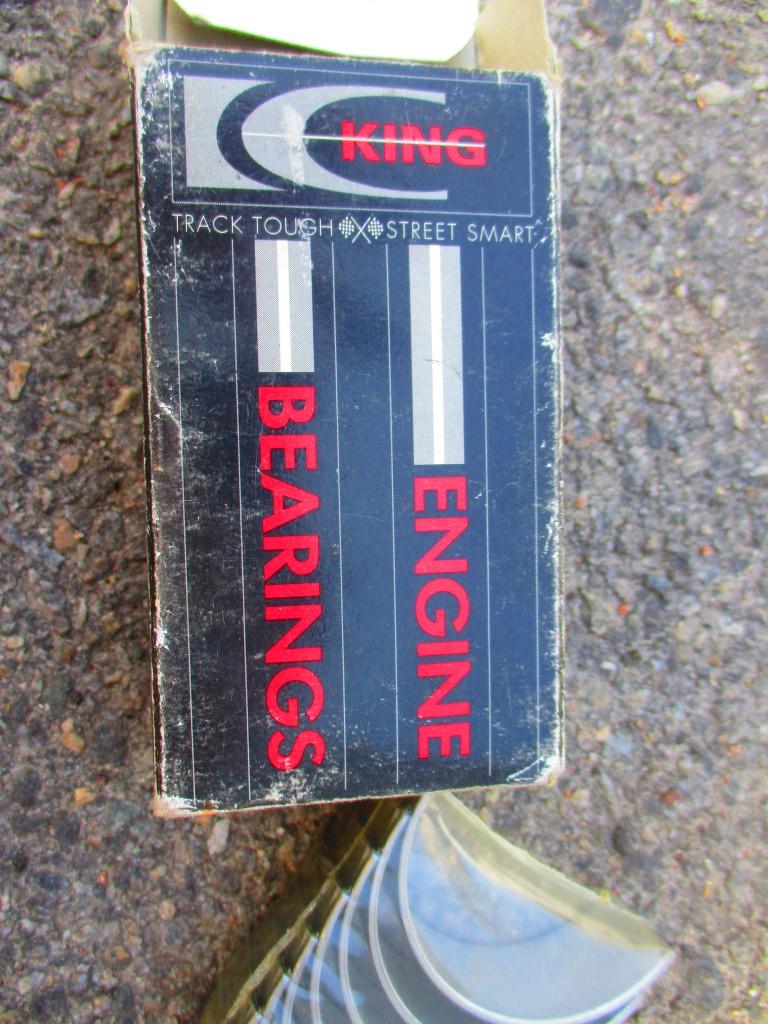 KING
TRACK TOUGH STREET SMART
ENGINE
BEARINGS